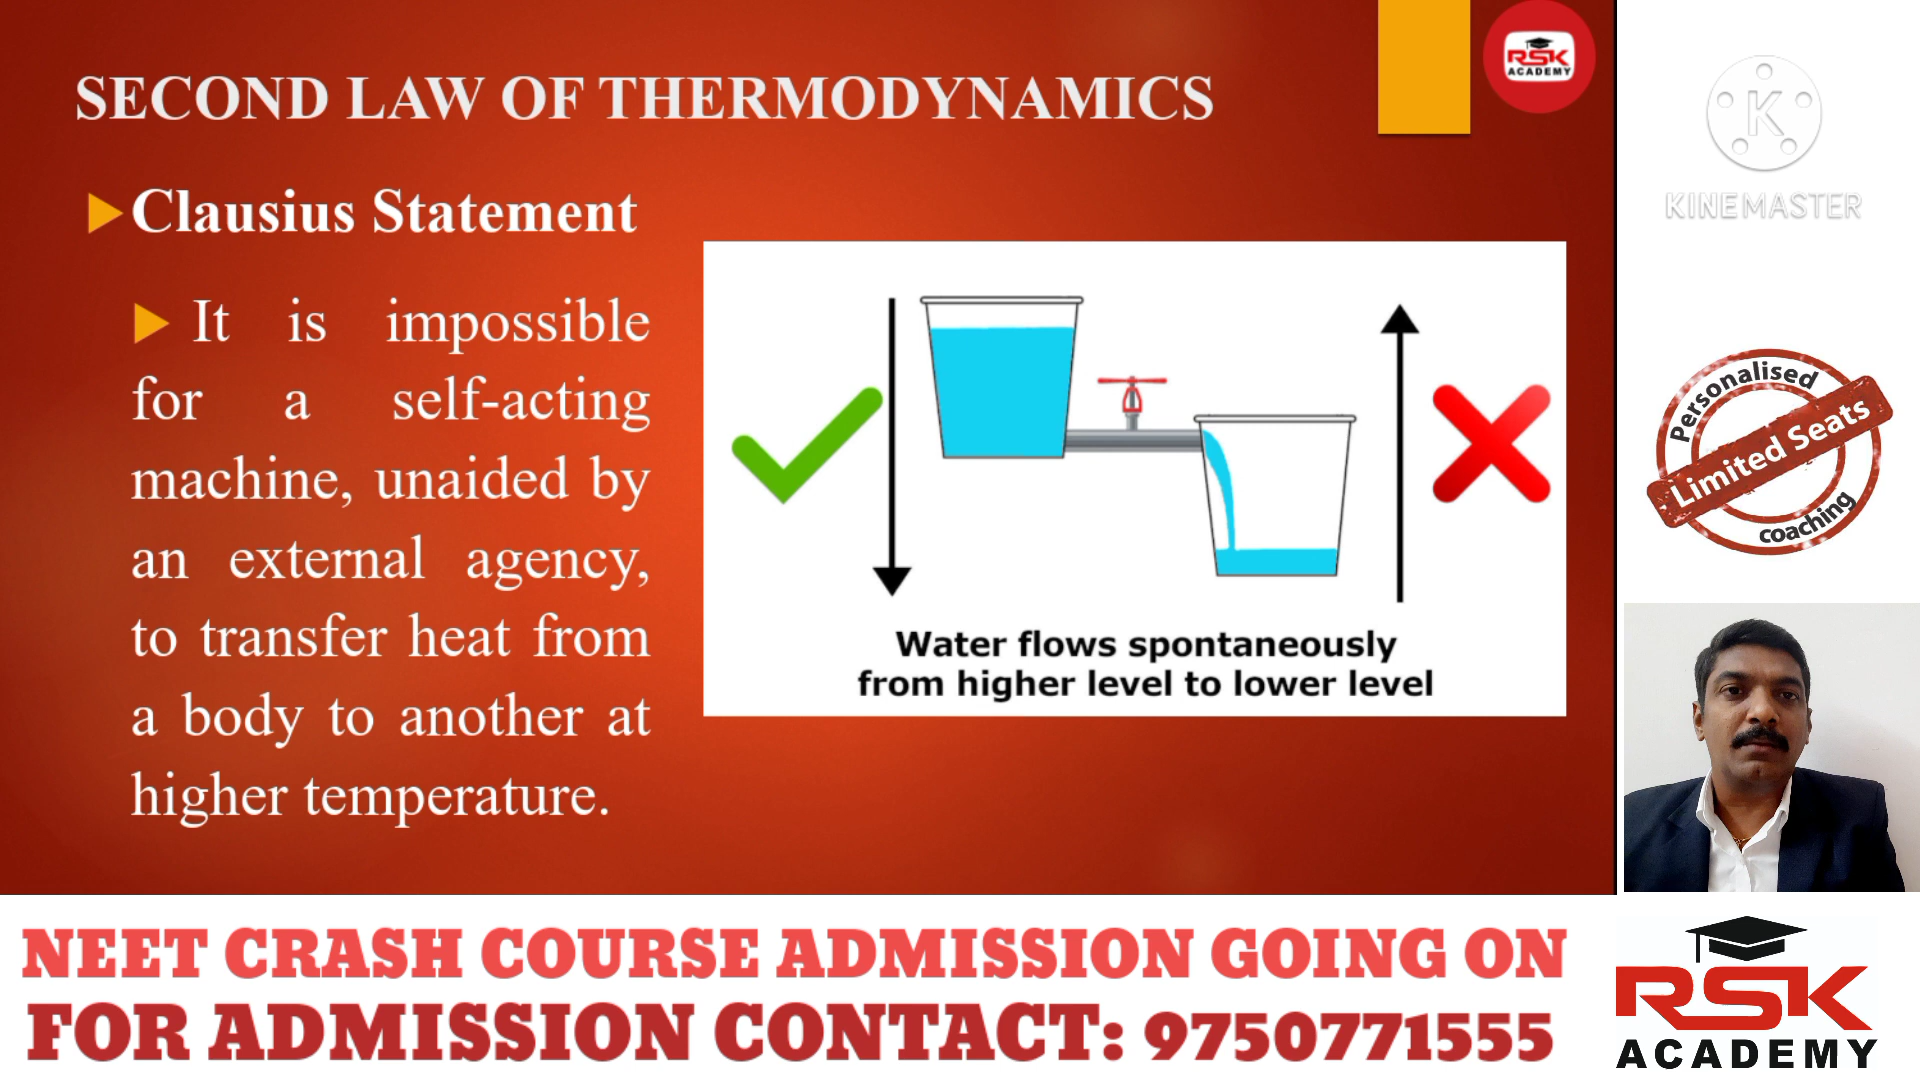 SECOND LAW OF THERMODYNAMICS
RSK
ACADEMY
Clausius Statement
It is impossible
for a self-acting
machine, unaided by
an external agency,
to transfer heat from
a body to another at
higher temperature.
Water flows spontaneously
from higher level to lower level
K
KINEMASTER
Personalised
Limited Seats
coaching
NEET CRASH COURSE ADMISSION GOING ON
FOR ADMISSION CONTACT: 9750771555
RSK
ACADEMY